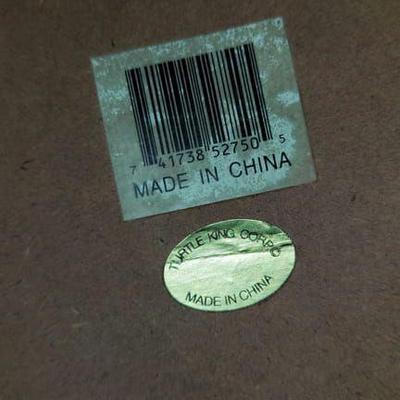 7 41738 52750 5
MADE IN CHINA
TURTLE KING CORP.©
MADE IN CHINA